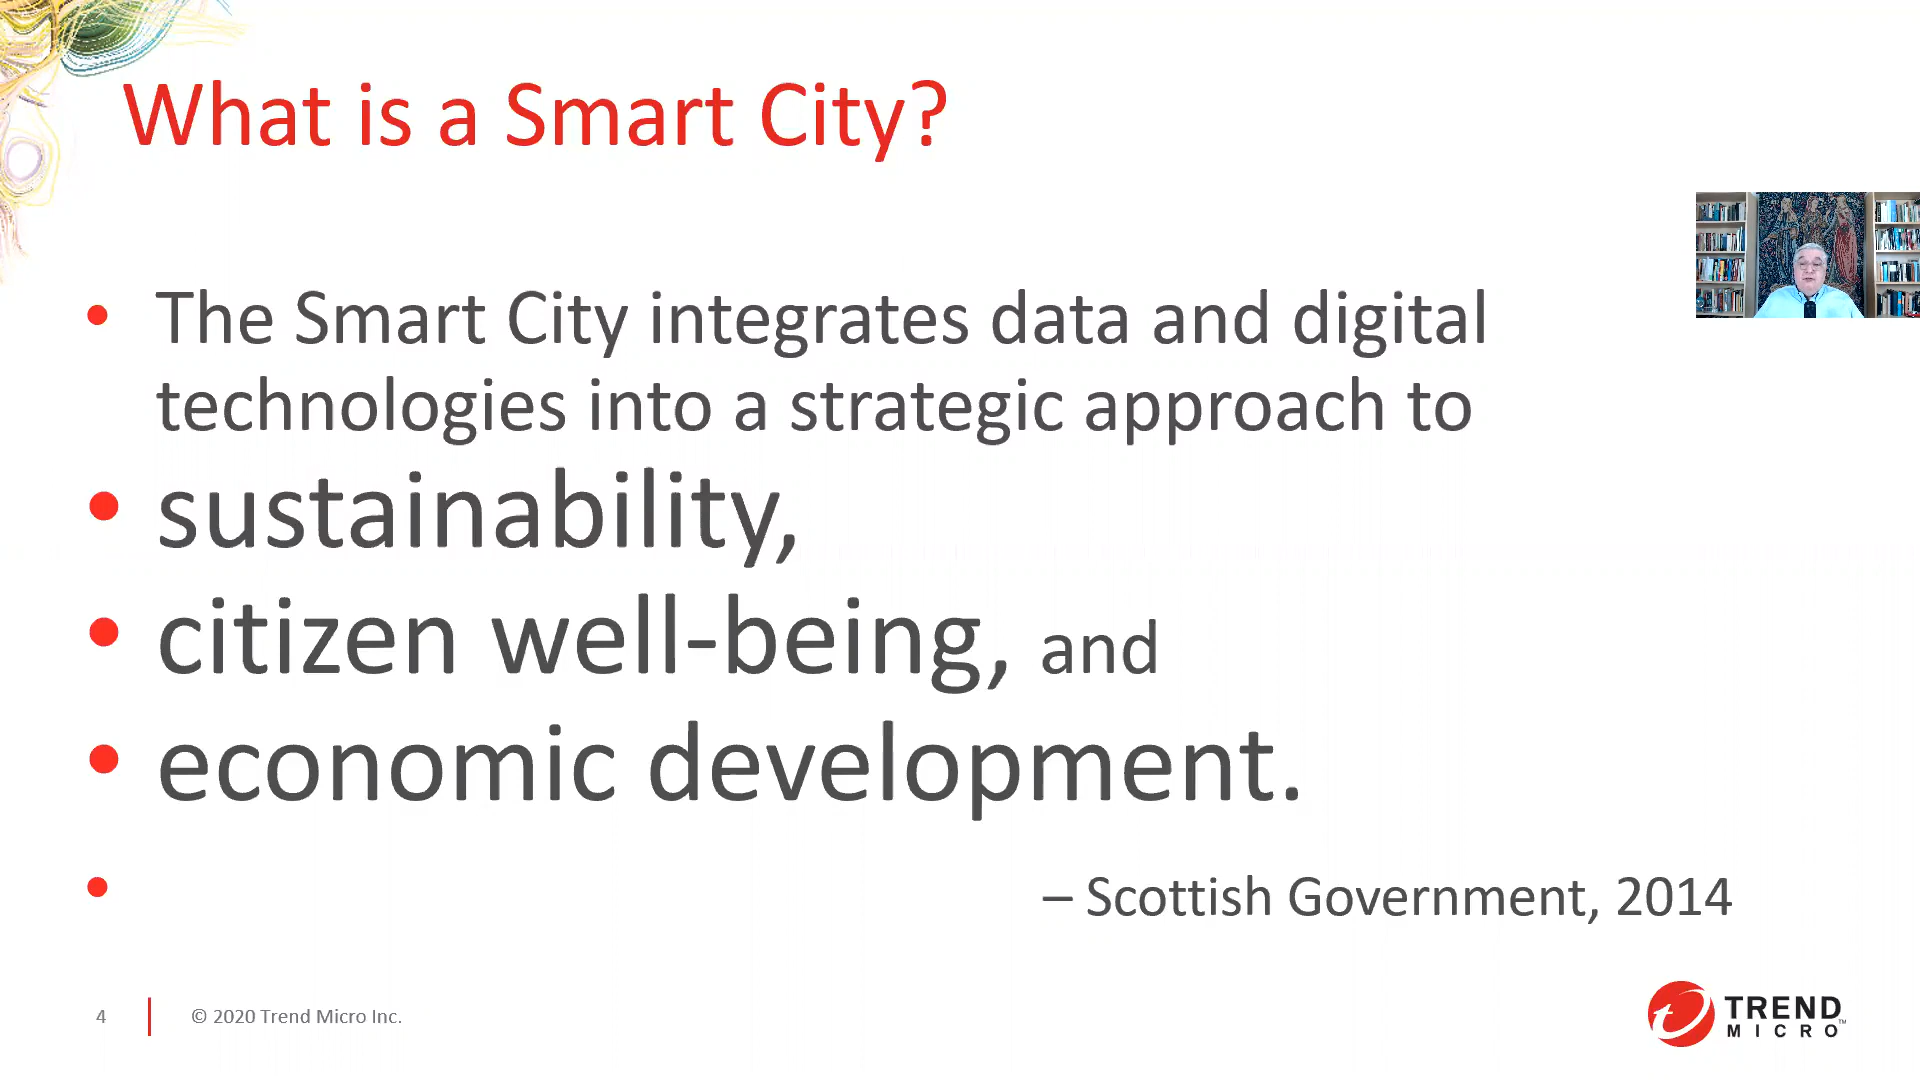 What is a Smart City?
• The Smart City integrates data and digital
technologies into a strategic approach to
• sustainability,
• citizen well-being, and
• economic development.
• – Scottish Government, 2014
4
© 2020 Trend Micro Inc.
TREND
MICRO™